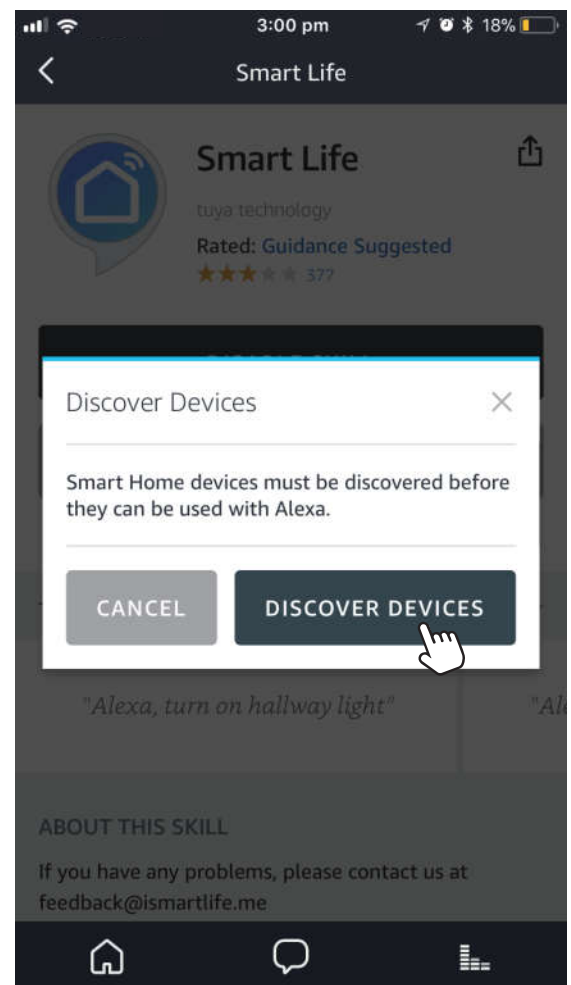 3:00 pm 18%
Smart Life
Smart Life
tuya technology
Rated: Guidance Suggested
377
Discover Devices
Smart Home devices must be discovered before
they can be used with Alexa.
CANCEL DISCOVER DEVICES
"Alexa, turn on hallway light" "Al
ABOUT THIS SKILL
If you have any problems, please contact us at
feedback@ismartlife.me